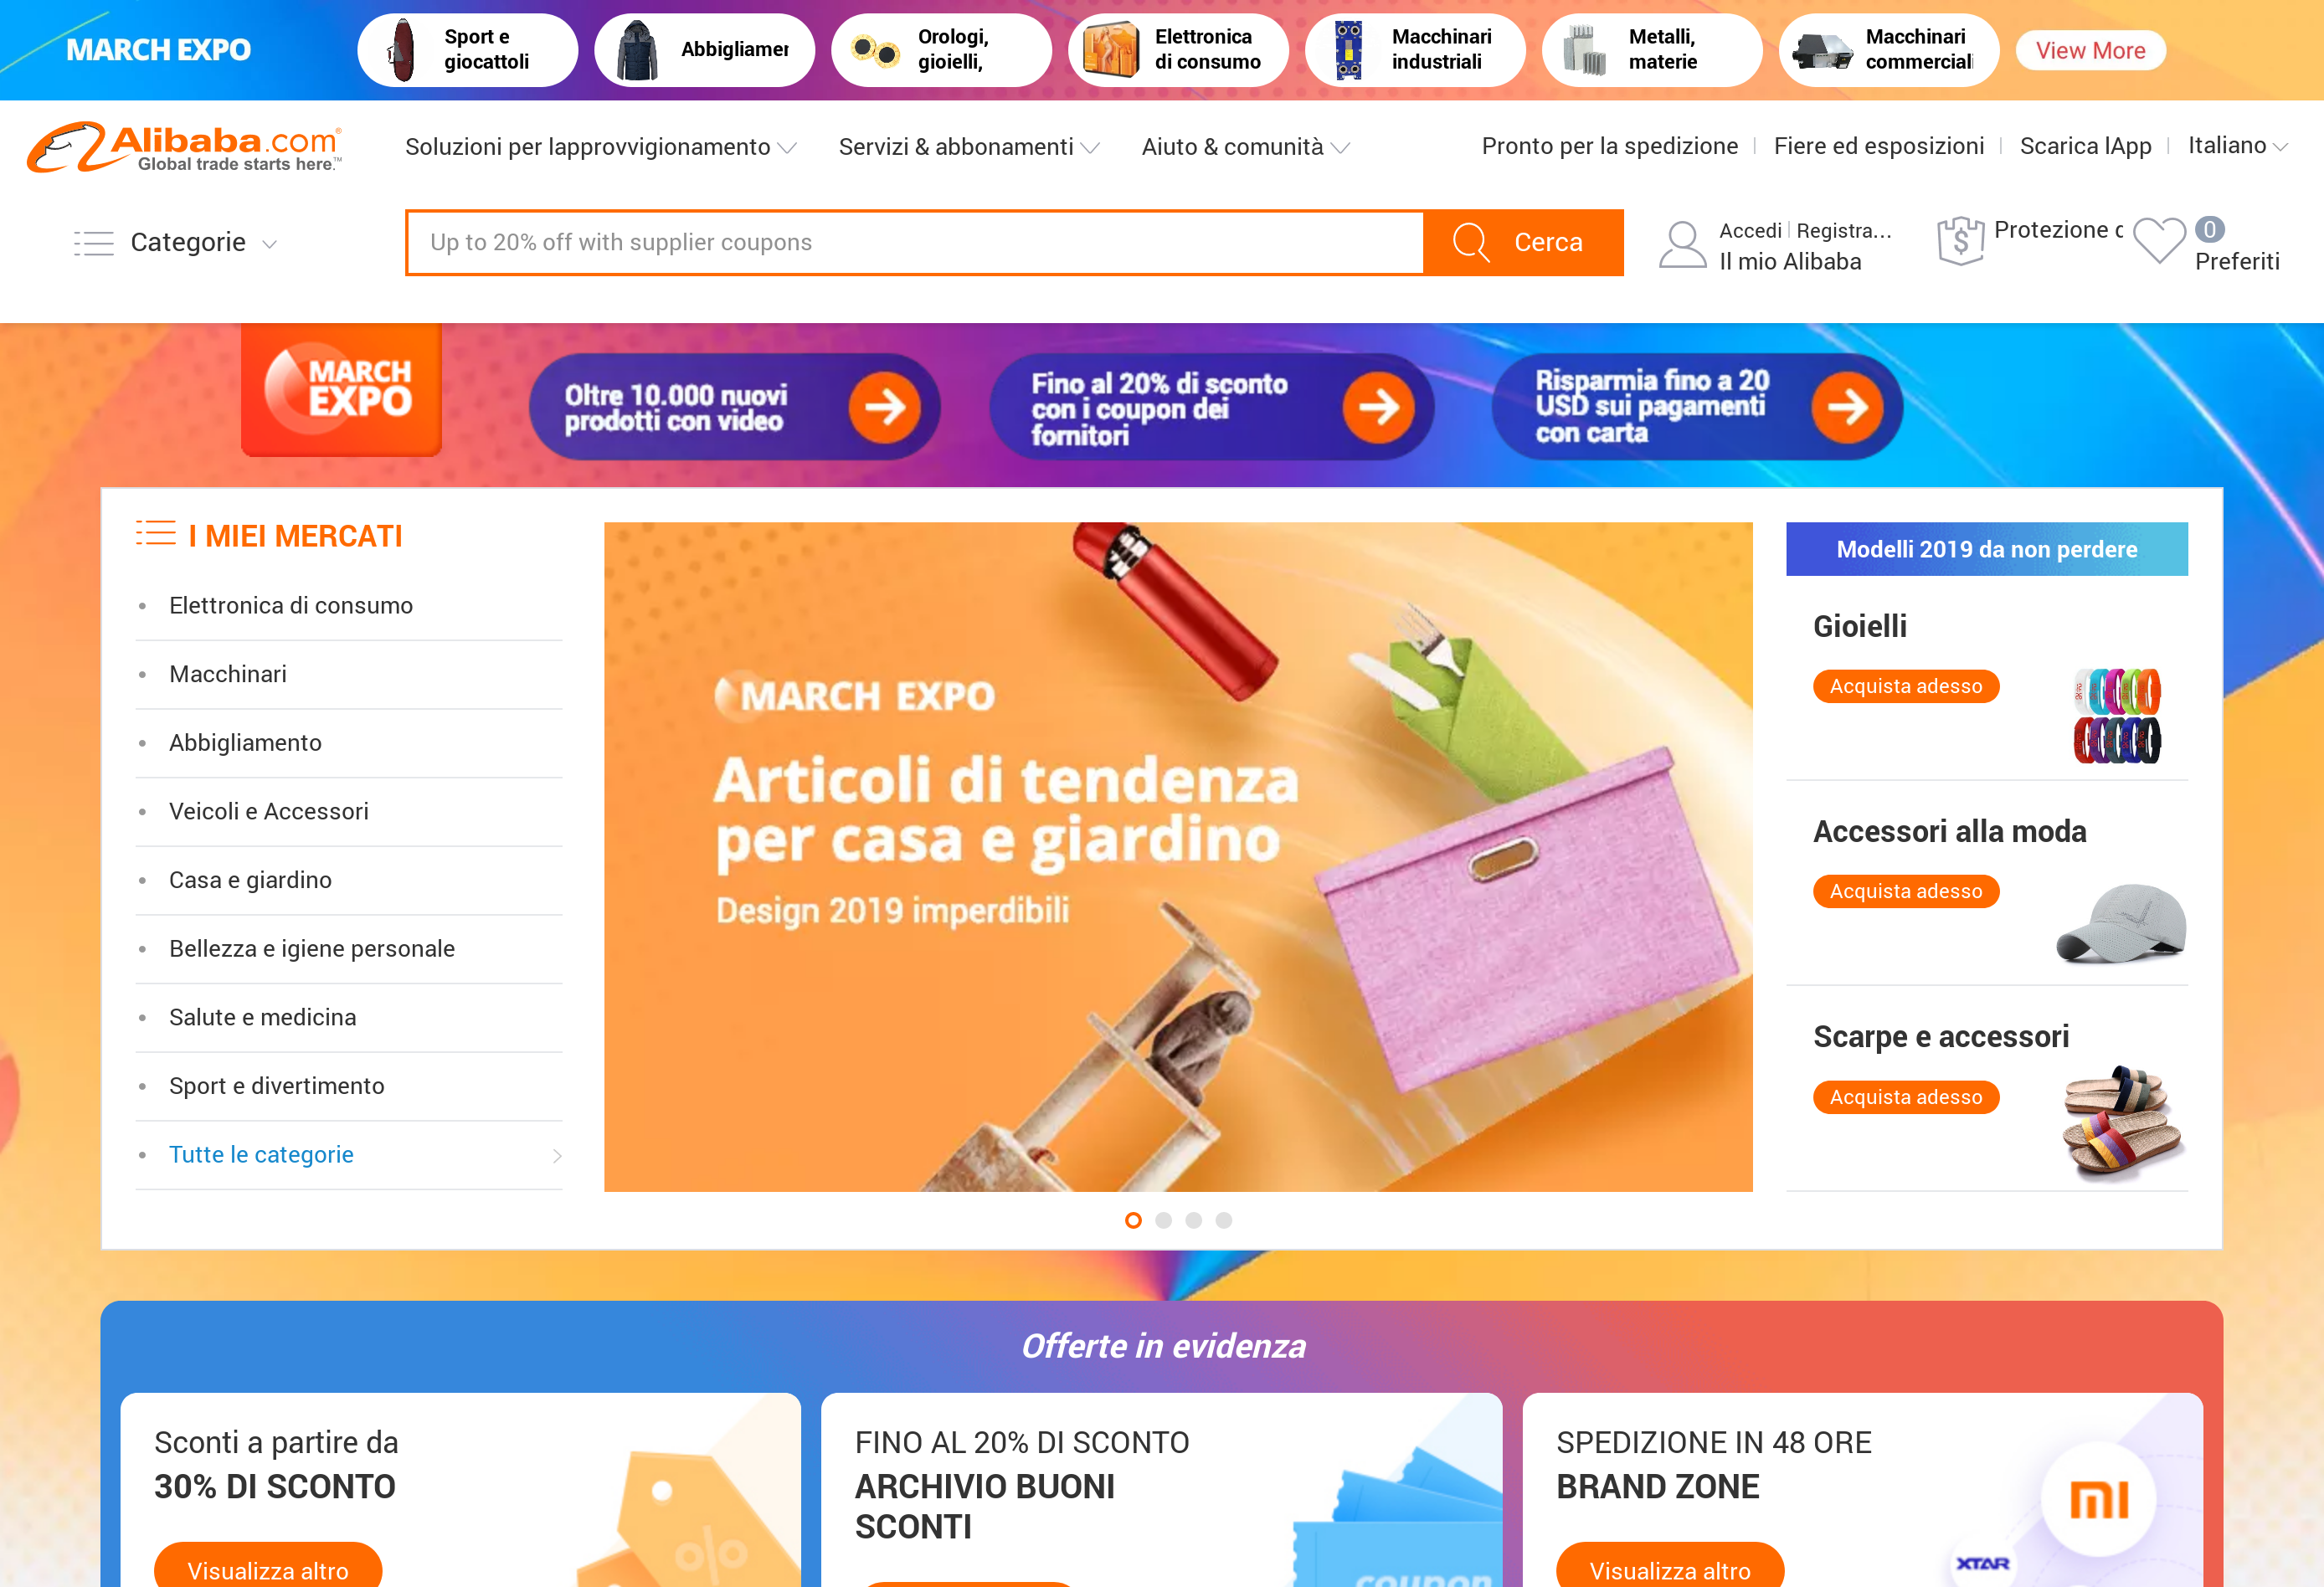 MARCH EXPO
Sport e
giocattoli
Abbigliamen
Orologi,
gioielli,
Elettronica
di consumo
Macchinari
industriali
Metalli,
materie
Macchinari
commerciali
View More
Alibaba.com®
Global trade starts here.™
Soluzioni per lapprovvigionamento
Servizi & abbonamenti
Aiuto & comunità
Pronto per la spedizione
Fiere ed esposizioni
Scarica lApp
Italiano
Categorie
Up to 20% off with supplier coupons
Cerca
Accedi
Registra...
Il mio Alibaba
Protezione
0
Preferiti
MARCH
EXPO
Oltre 10.000 nuovi
prodotti con video
Fino al 20% di sconto
con i coupon dei
fornitori
Risparmia fino a 20
USD sui pagamenti
con carta
I MIEI MERCATI
Elettronica di consumo
Macchinari
Abbigliamento
Veicoli e Accessori
Casa e giardino
Bellezza e igiene personale
Salute e medicina
Sport e divertimento
Tutte le categorie
MARCH EXPO
Articoli di tendenza
per casa e giardino
Design 2019 imperdibili
Modelli 2019 da non perdere
Gioielli
Acquista adesso
Accessori alla moda
Acquista adesso
Scarpe e accessori
Acquista adesso
Offerte in evidenza
Sconti a partire da
30% DI SCONTO
Visualizza altro
%
FINO AL 20% DI SCONTO
ARCHIVIO BUONI
SCONTI
coupon
SPEDIZIONE IN 48 ORE
BRAND ZONE
Visualizza altro
mi
XTAR